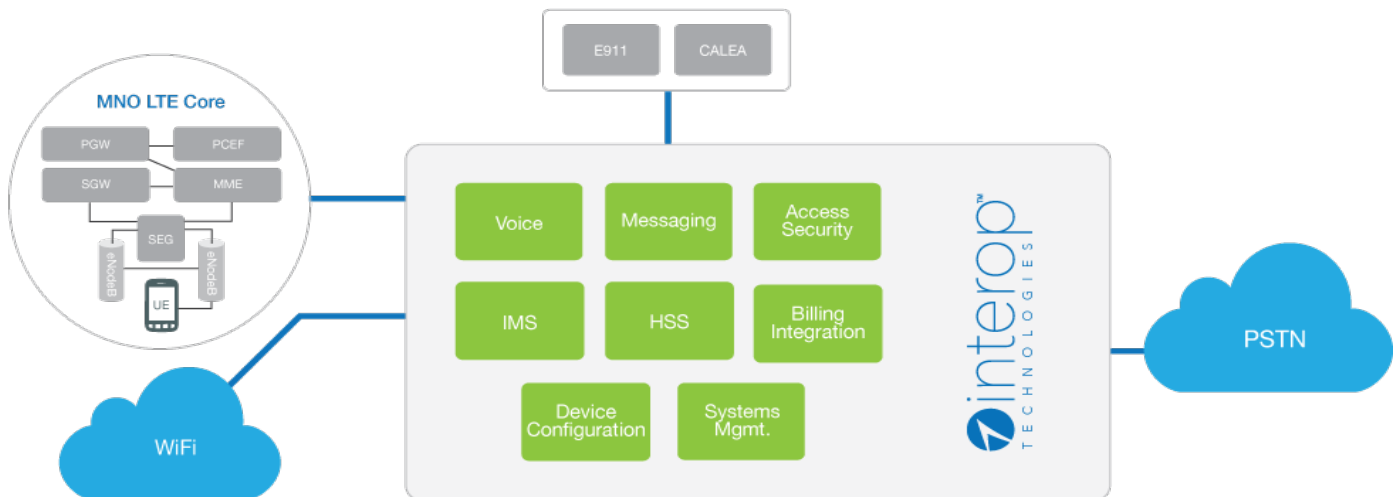 E911
CALEA
MNO LTE Core
PGW
PCEF
SGW
MME
SEG
eNodeB
eNodeB
UE
WiFi
Voice
Messaging
Access
Security
IMS
HSS
Billing
Integration
Device
Configuration
Systems
Mgmt.
interop™
TECHNOLOGIES
PSTN